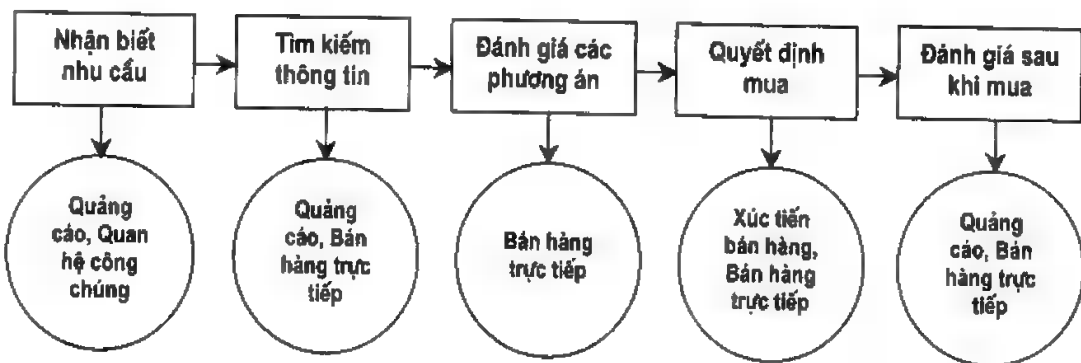 Nhận biết
nhu cầu
Tìm kiếm
thông tin
Đánh giá các
phương án
Quyết định
mua
Đánh giá sau
khi mua
Quảng
cáo, Quan
hệ công
chúng
Quảng
cáo, Bán
hàng trực
tiếp
Bán hàng
trực tiếp
Xúc tiến
bán hàng,
Bán hàng
trực tiếp
Quảng
cáo, Bán
hàng trực
tiếp